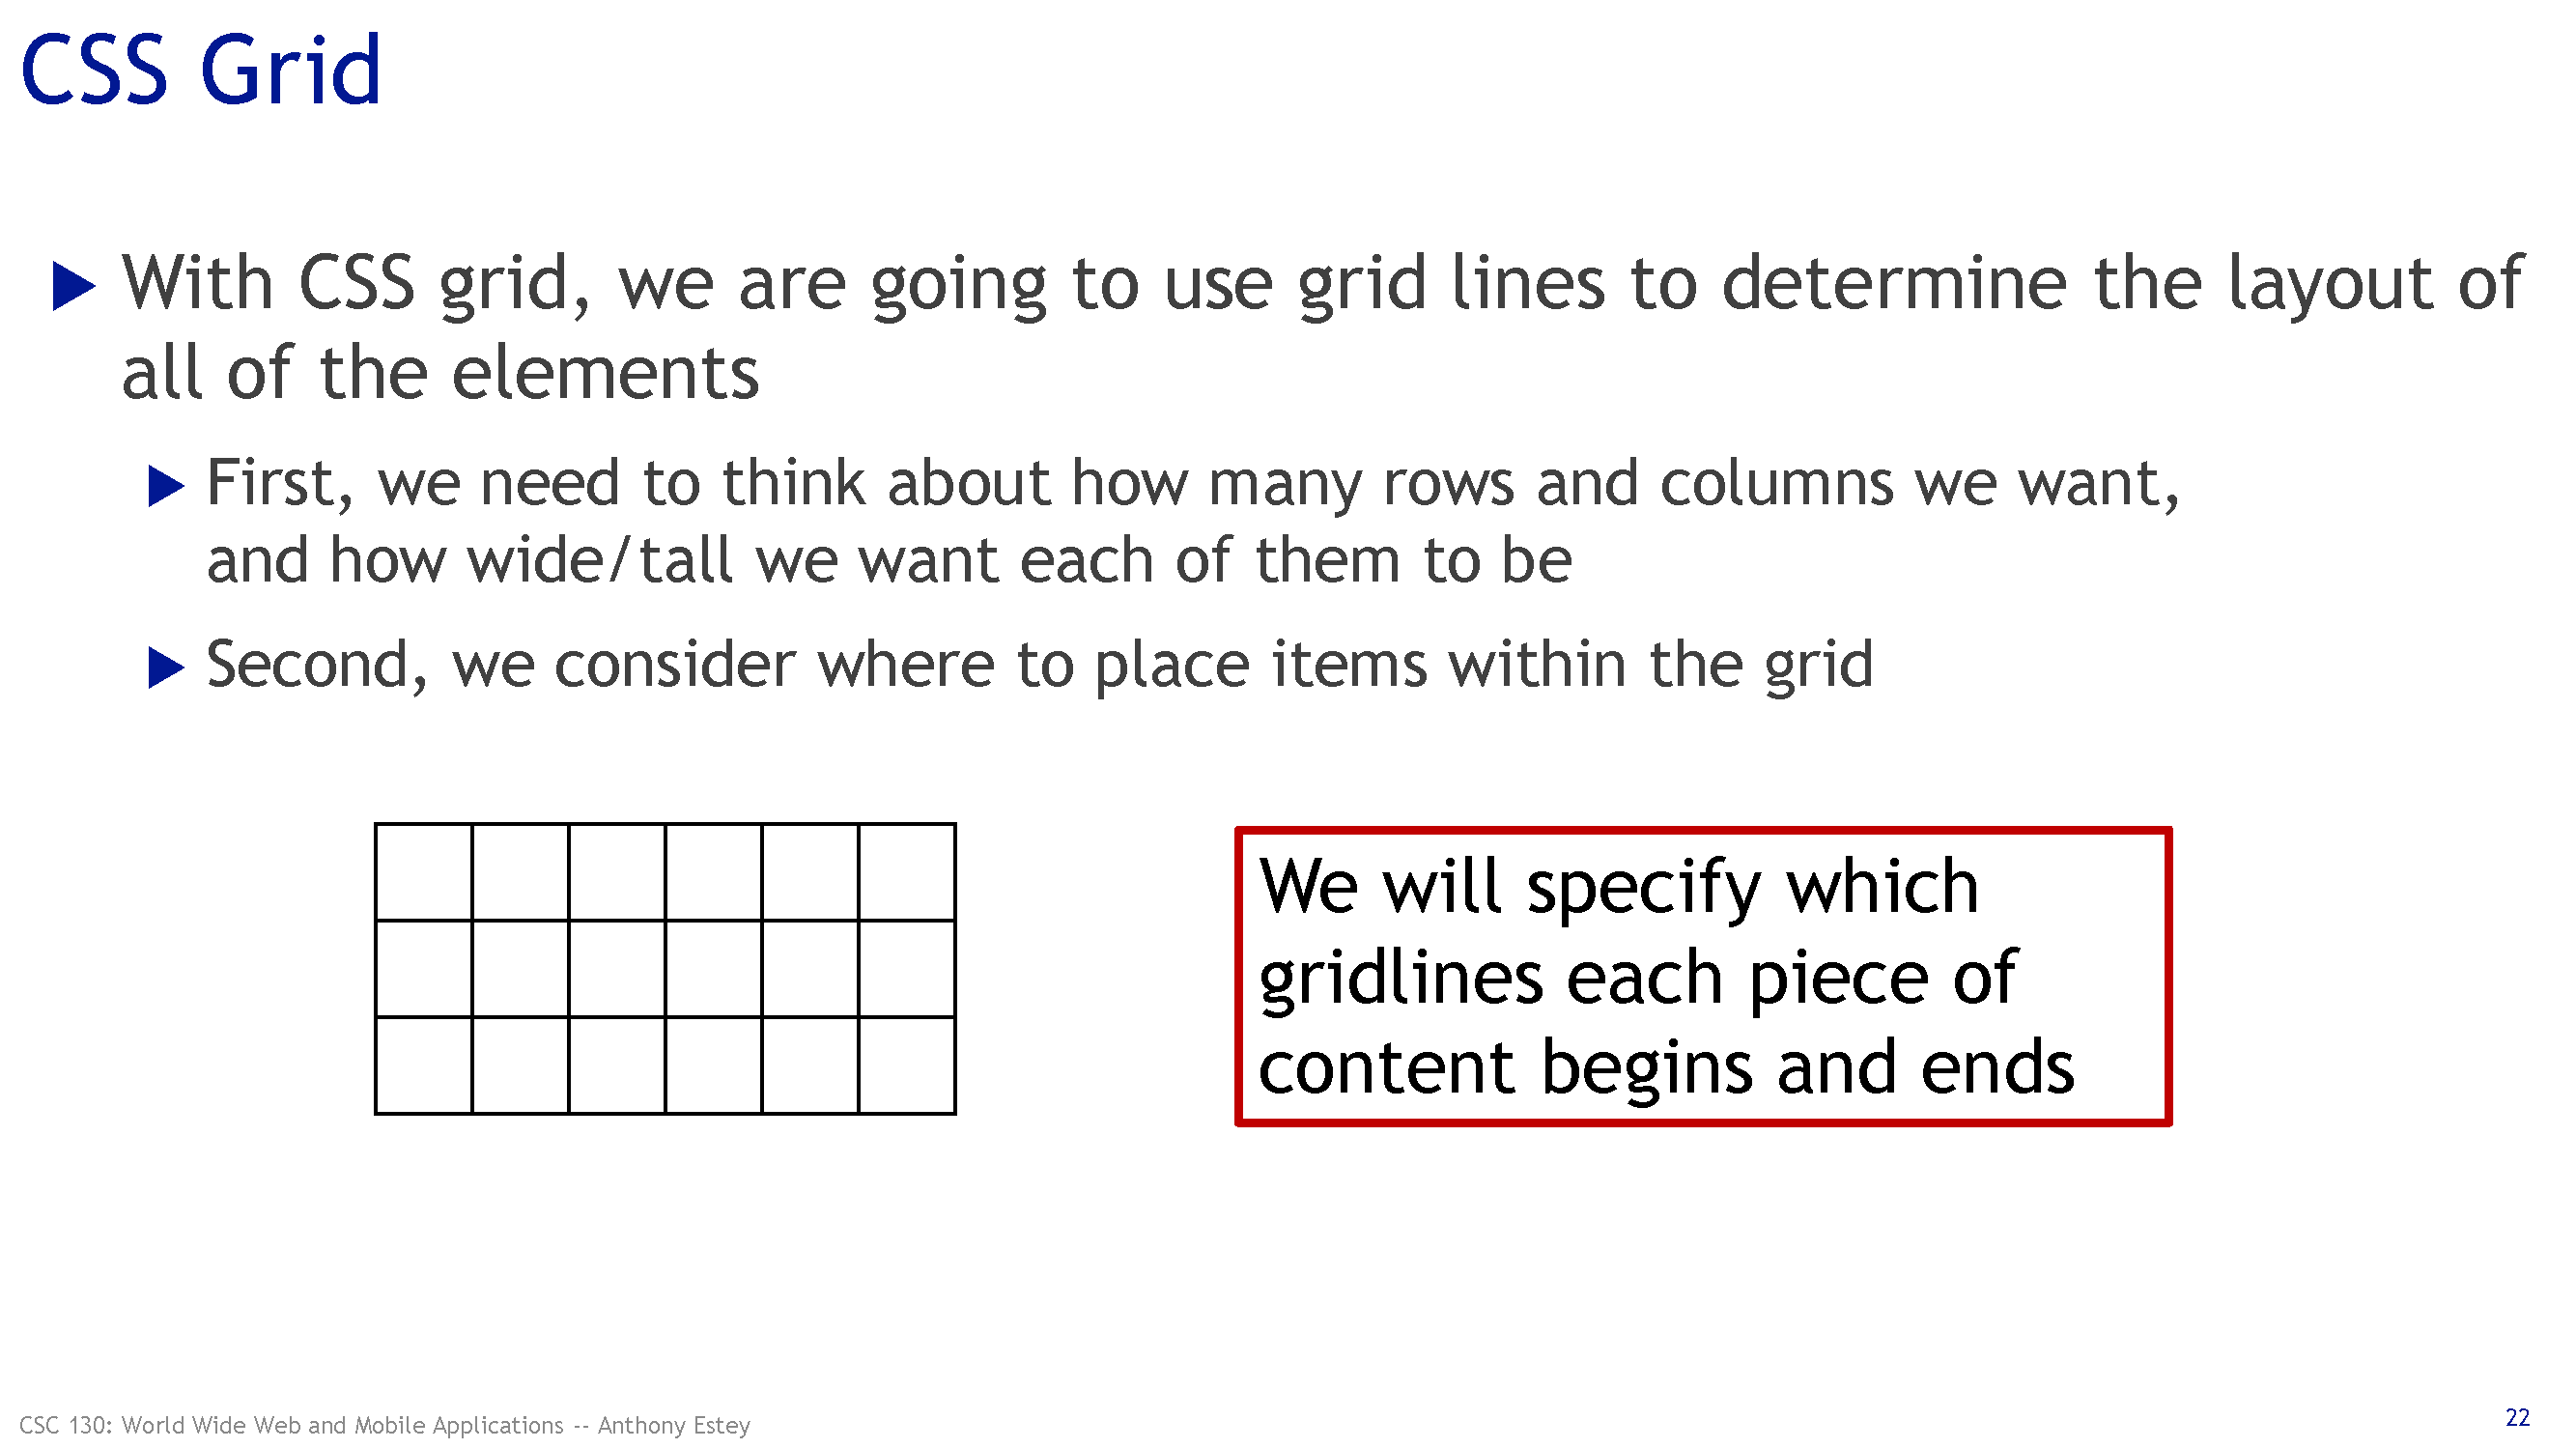 CSS Grid
With CSS grid, we are going to use grid lines to determine the layout of
all of the elements
First, we need to think about how many rows and columns we want,
and how wide/tall we want each of them to be
Second, we consider where to place items within the grid
We will specify which
gridlines each piece of
content begins and ends
CSC 130: World Wide Web and Mobile Applications -- Anthony Estey
22